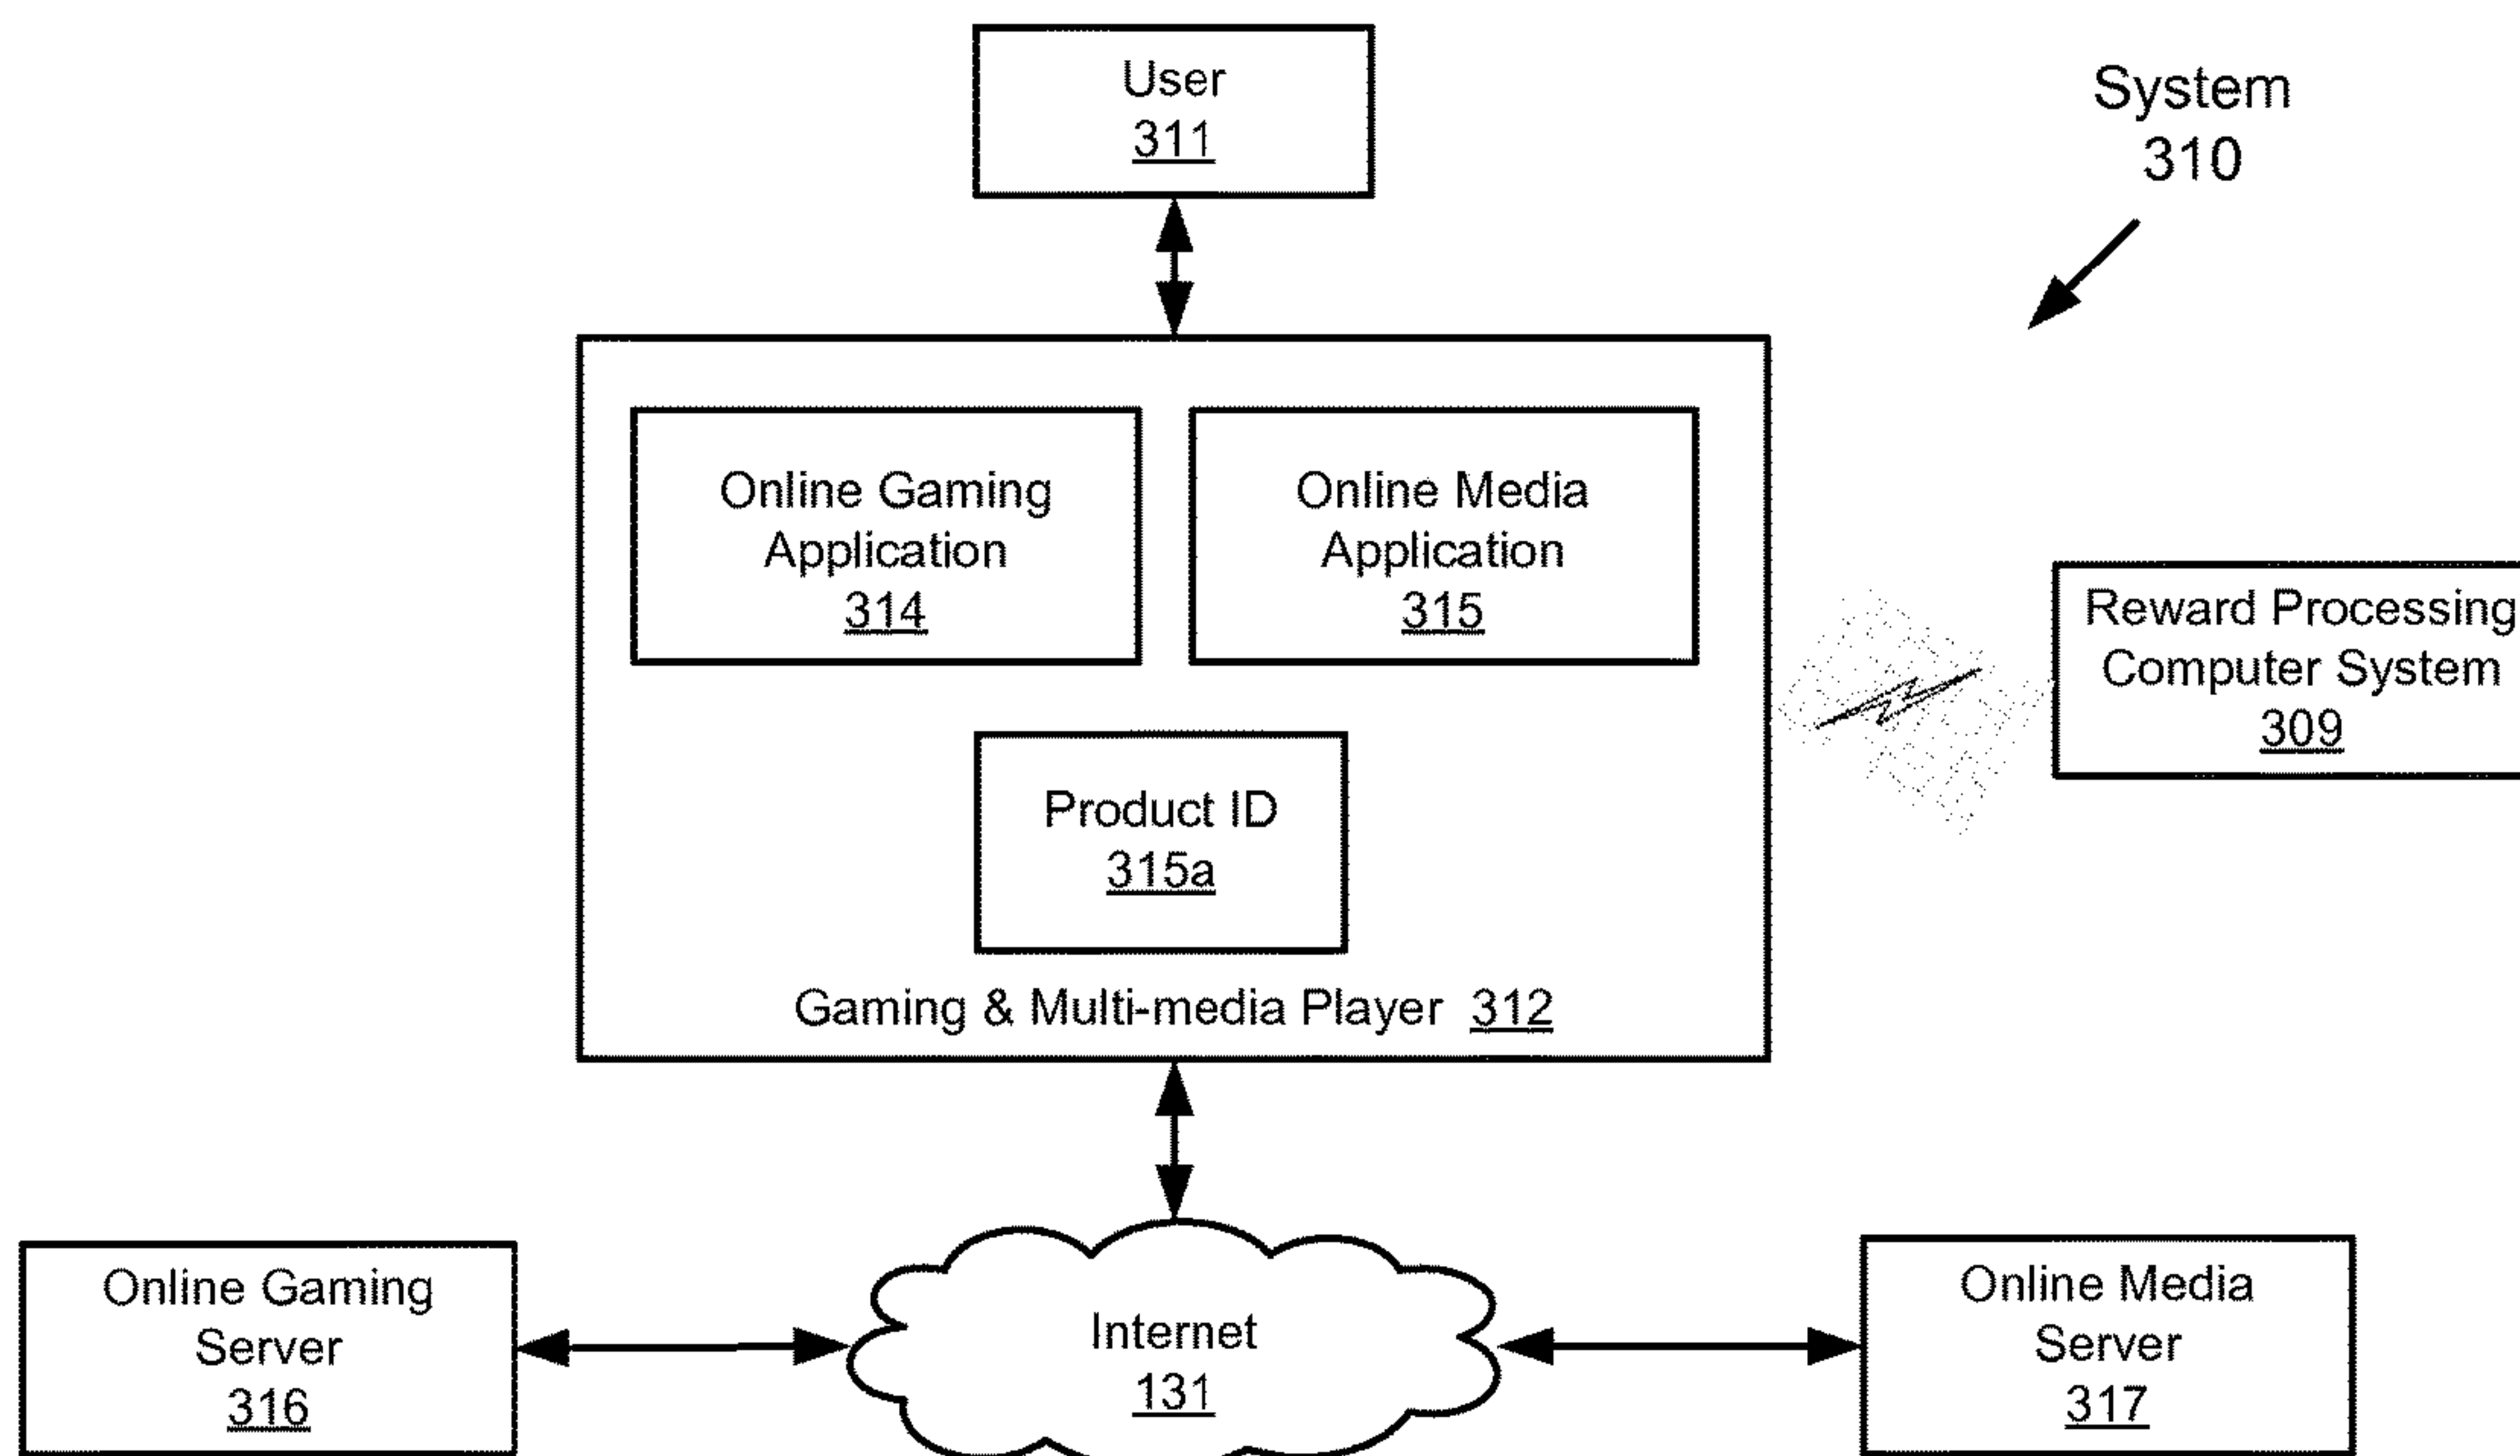 User
311
System
310
Online Gaming
Application
314
Online Media
Application
315
Reward Processing
Computer System
309
Product ID
315a
Gaming & Multi-media Player 312
Online Gaming
Server
316
Internet
131
Online Media
Server
317